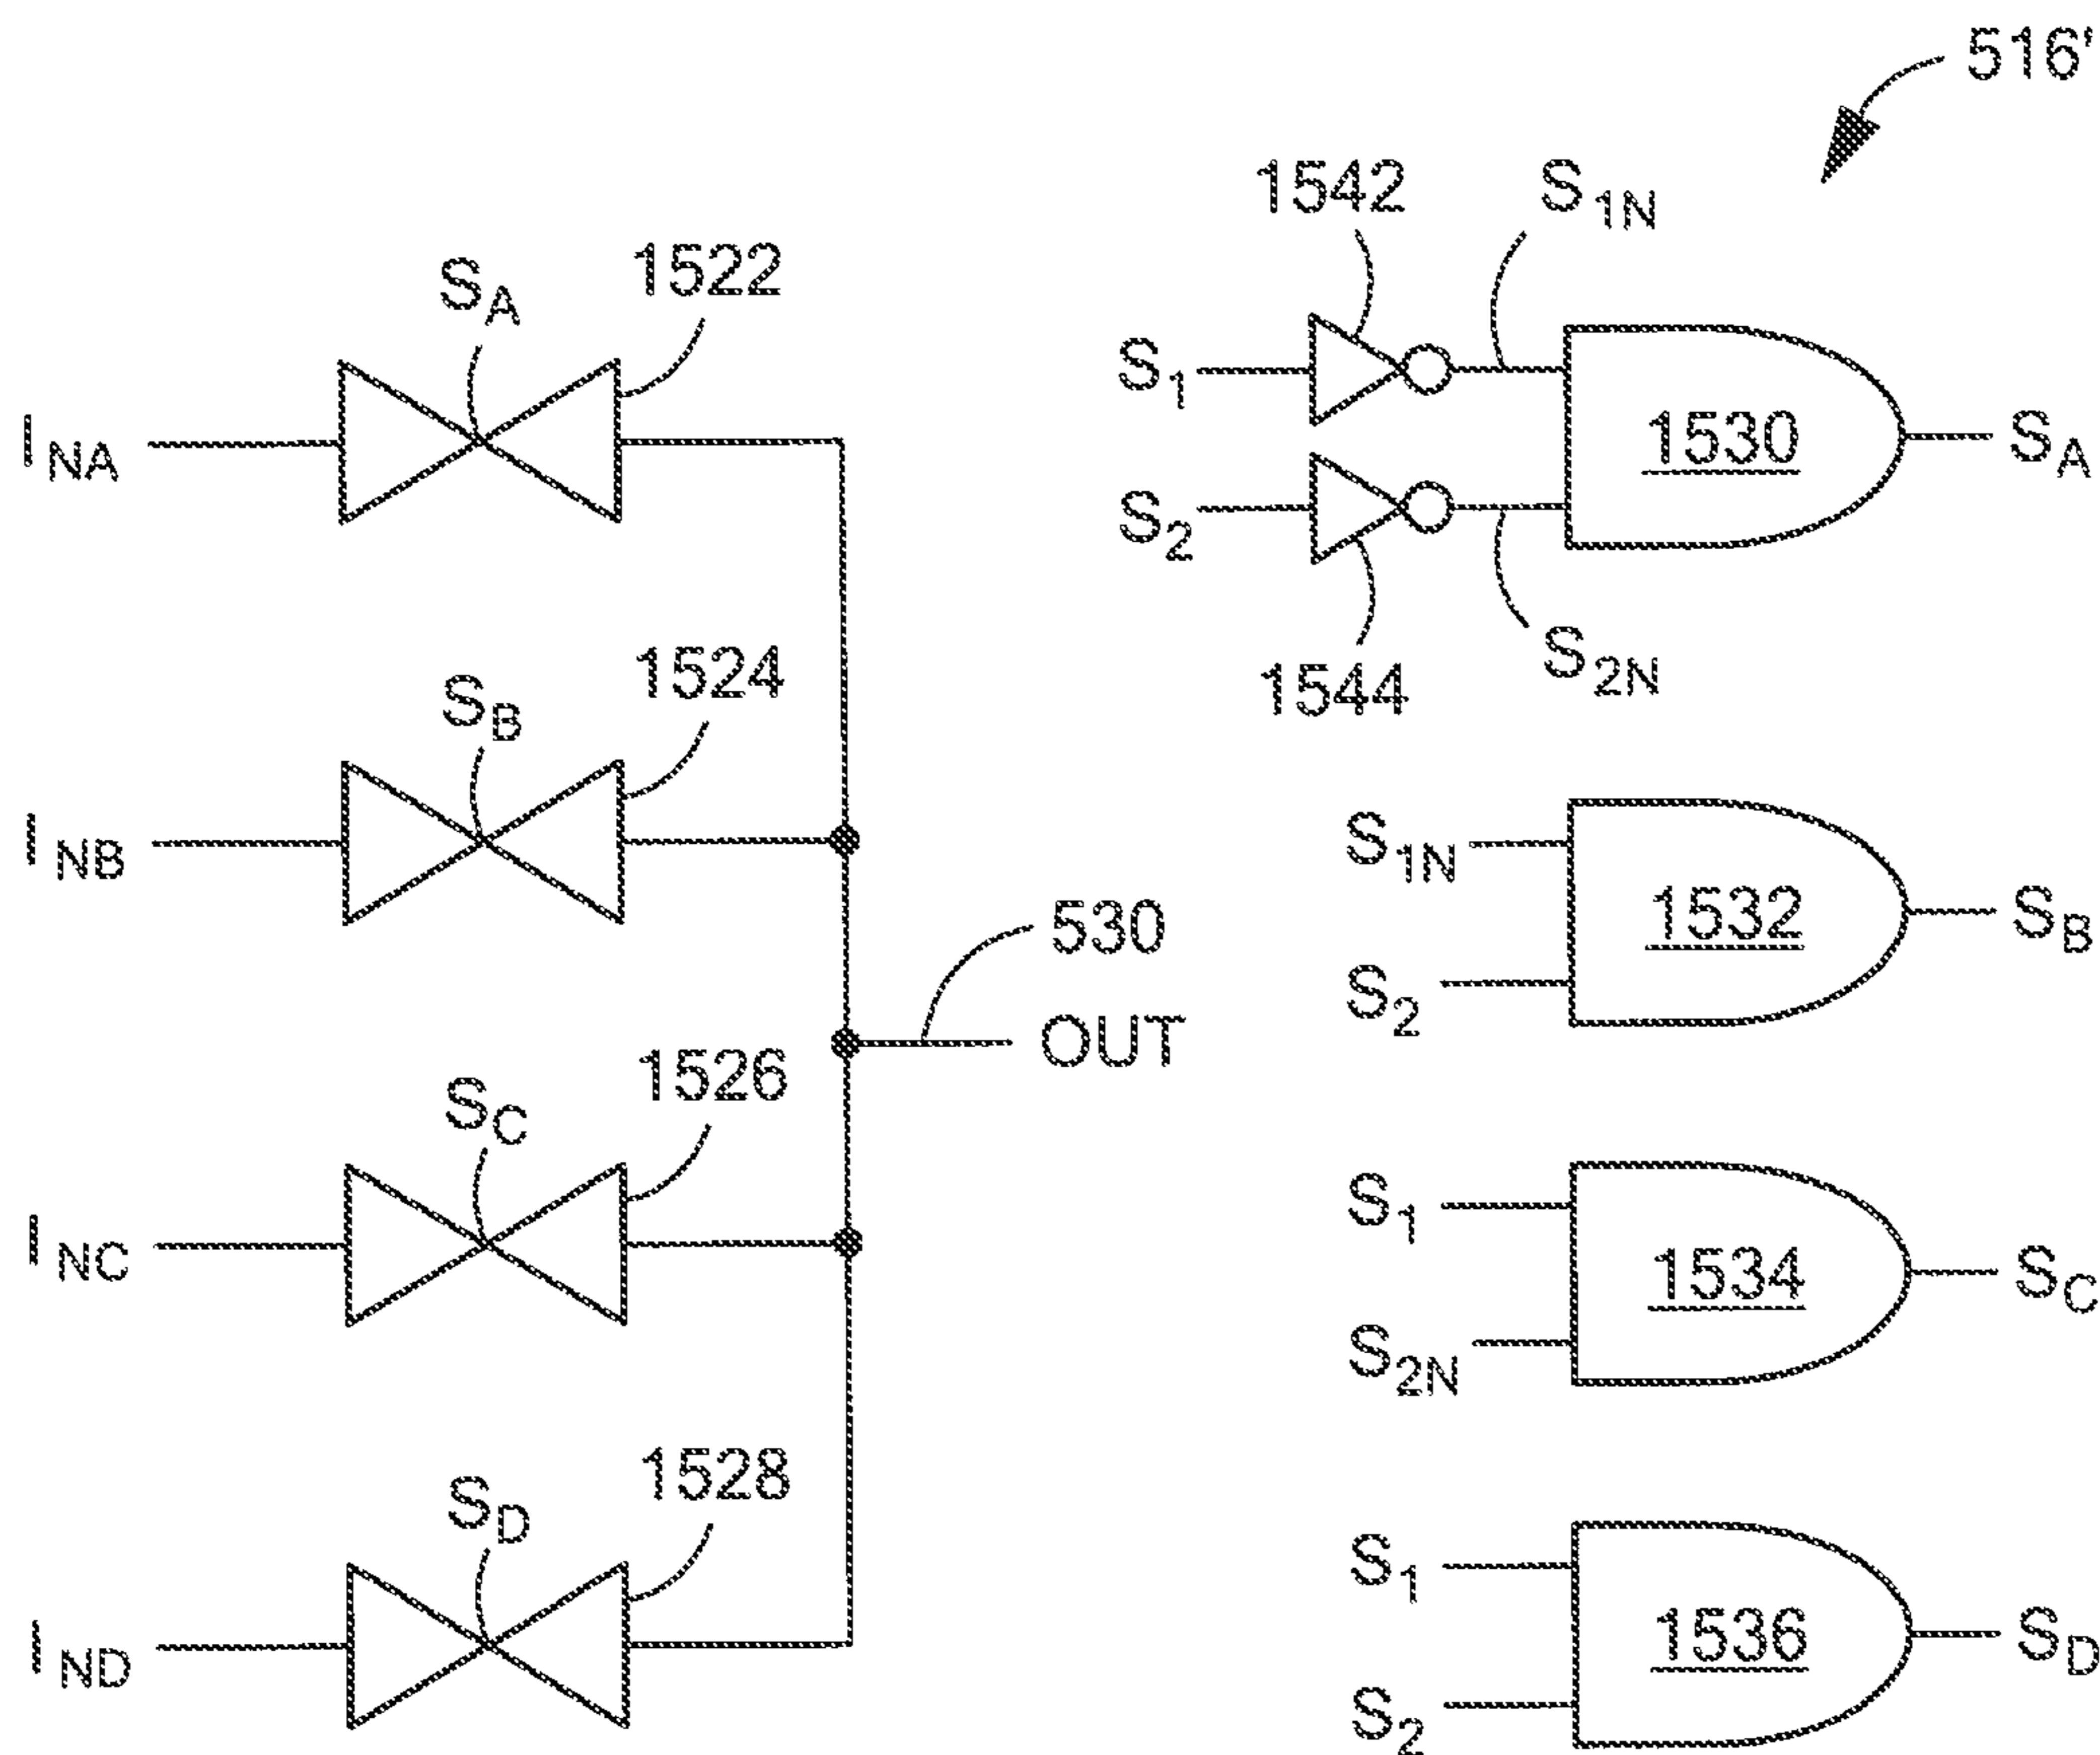 516'
1542
S1N
SA
1522
S1
1530
SA
INA
S2
S2N
1544
SB
1524
INB
S1N
1532
SB
S2
530
OUT
SC
1526
INC
S1
1534
SC
S2N
SD
1528
IND
S1
1536
SD
S2